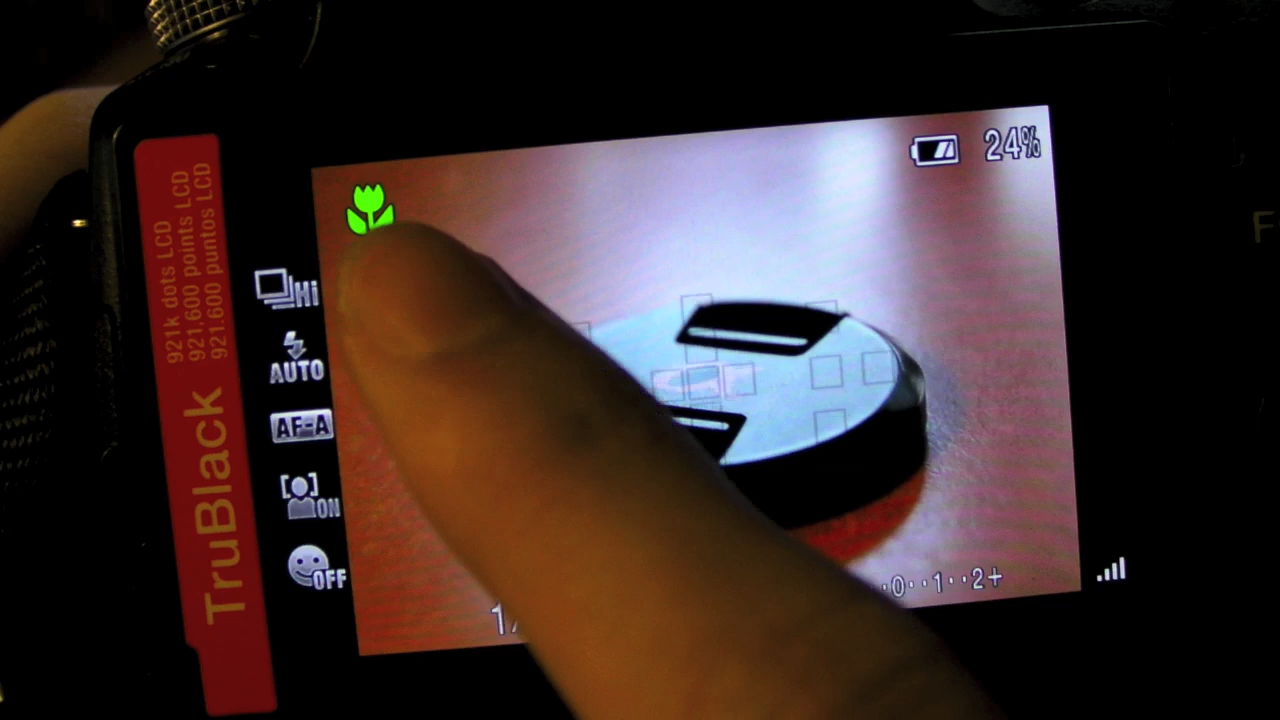 24%
921k dots LCD
921,600 points LCD
921.600 puntos LCD
TruBlack
Hi
AUTO
AF-A
ON
OFF
1/
0··1··2+
F